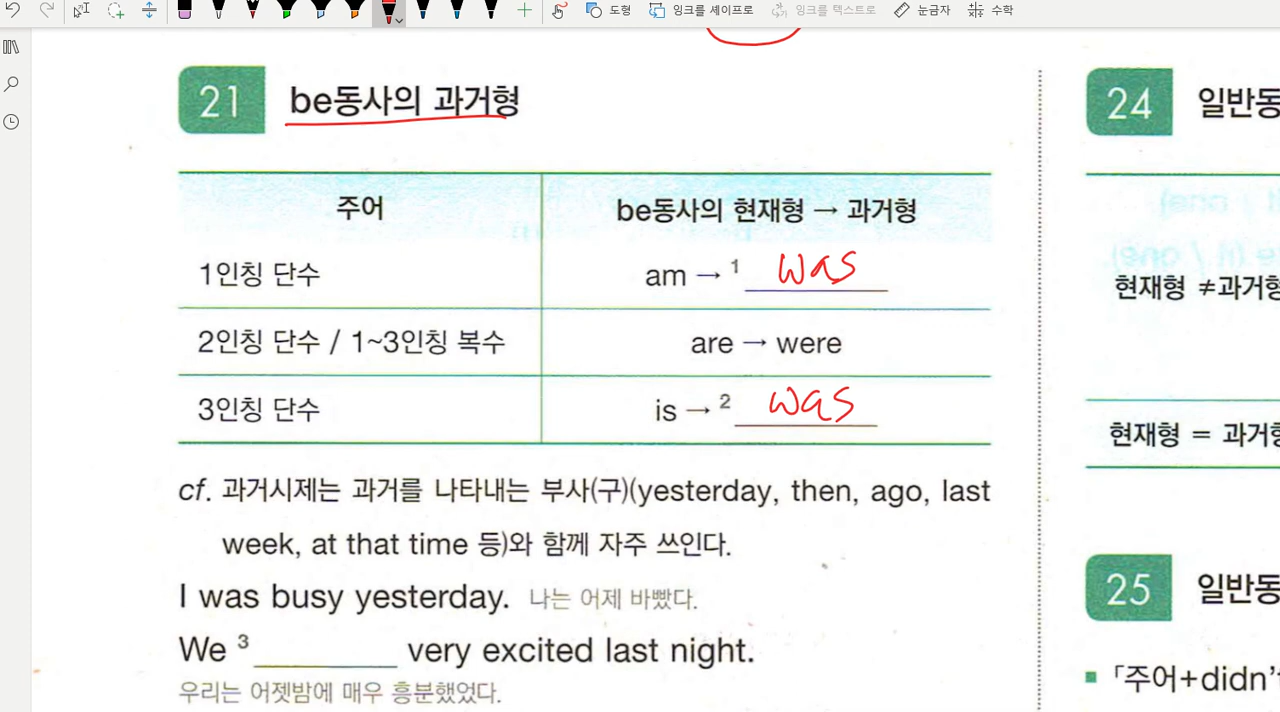 도형 잉크를 셰이프로 잉크를 텍스트로 눈금자 수학
21 be동사의 과거형
주어 be동사의 현재형 → 과거형
1인칭 단수 am → 1 was
2인칭 단수 / 1~3인칭 복수 are → were
3인칭 단수 is → 2 was
cf. 과거시제는 과거를 나타내는 부사(구)(yesterday, then, ago, last
week, at that time 등)와 함께 자주 쓰인다.
I was busy yesterday. 나는 어제 바빴다.
We 3 ________ very excited last night.
우리는 어젯밤에 매우 흥분했었다.
24 일반동
현재형 ≠과거형
현재형 = 과거형
25 일반동
「주어+didn't